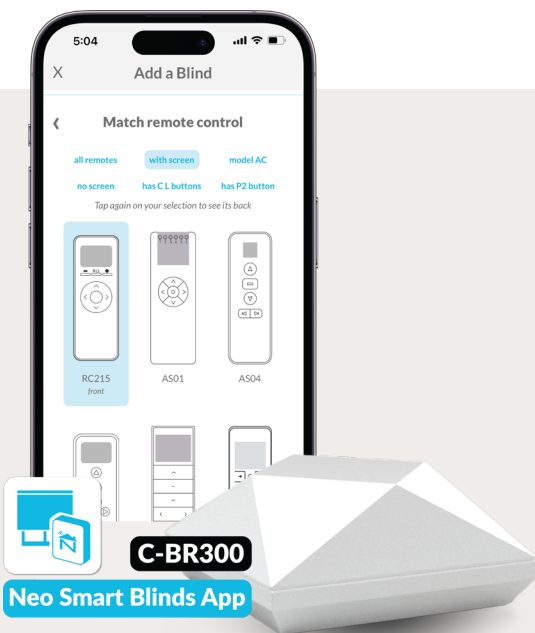 5:04
X
Add a Blind
Match remote control
all remotes with screen model AC
no screen has C L buttons has P2 button
Tap again on your selection to see its back
ALL
RC215 AS01 AS04
front
C-BR300
Neo Smart Blinds App